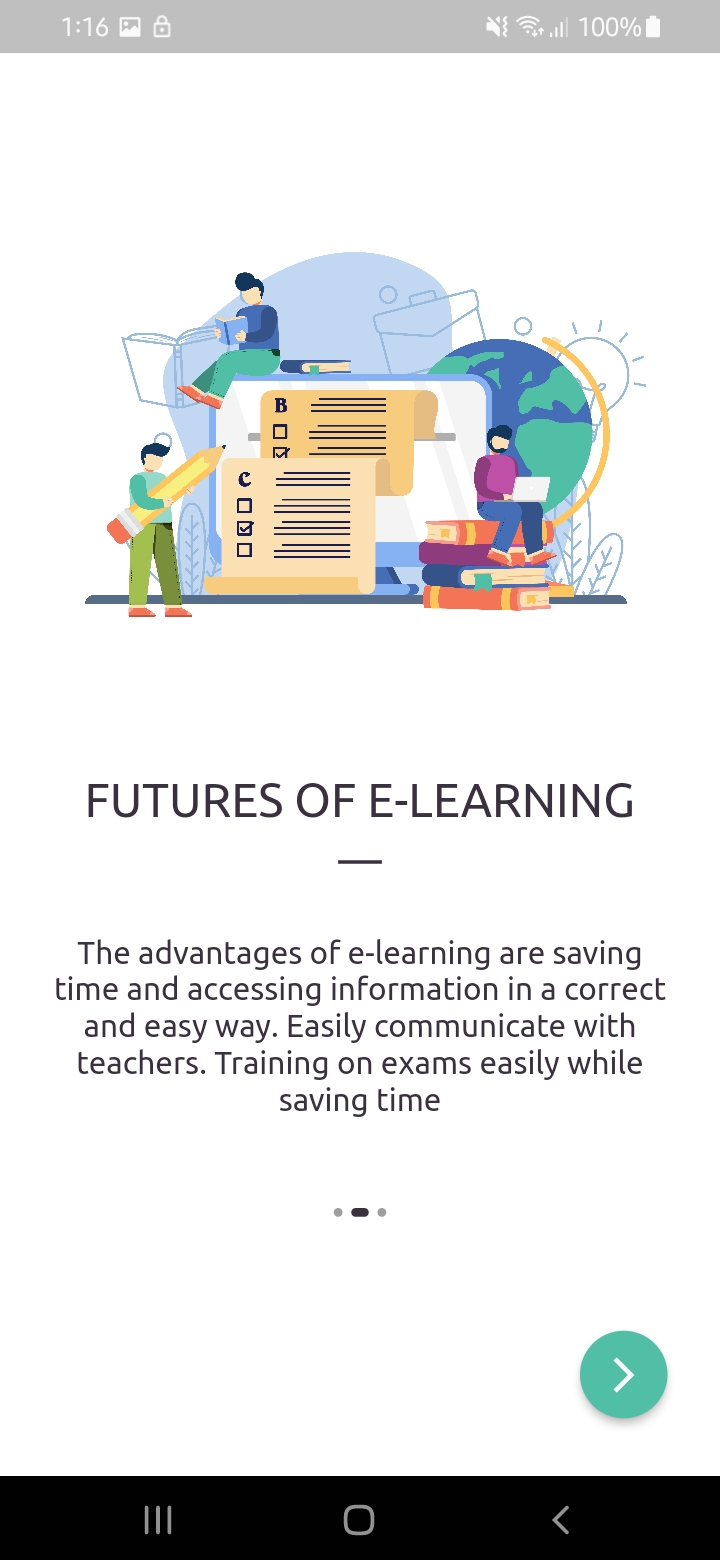 1:16 100%
B
C
FUTURES OF E-LEARNING
The advantages of e-learning are saving
time and accessing information in a correct
and easy way. Easily communicate with
teachers. Training on exams easily while
saving time